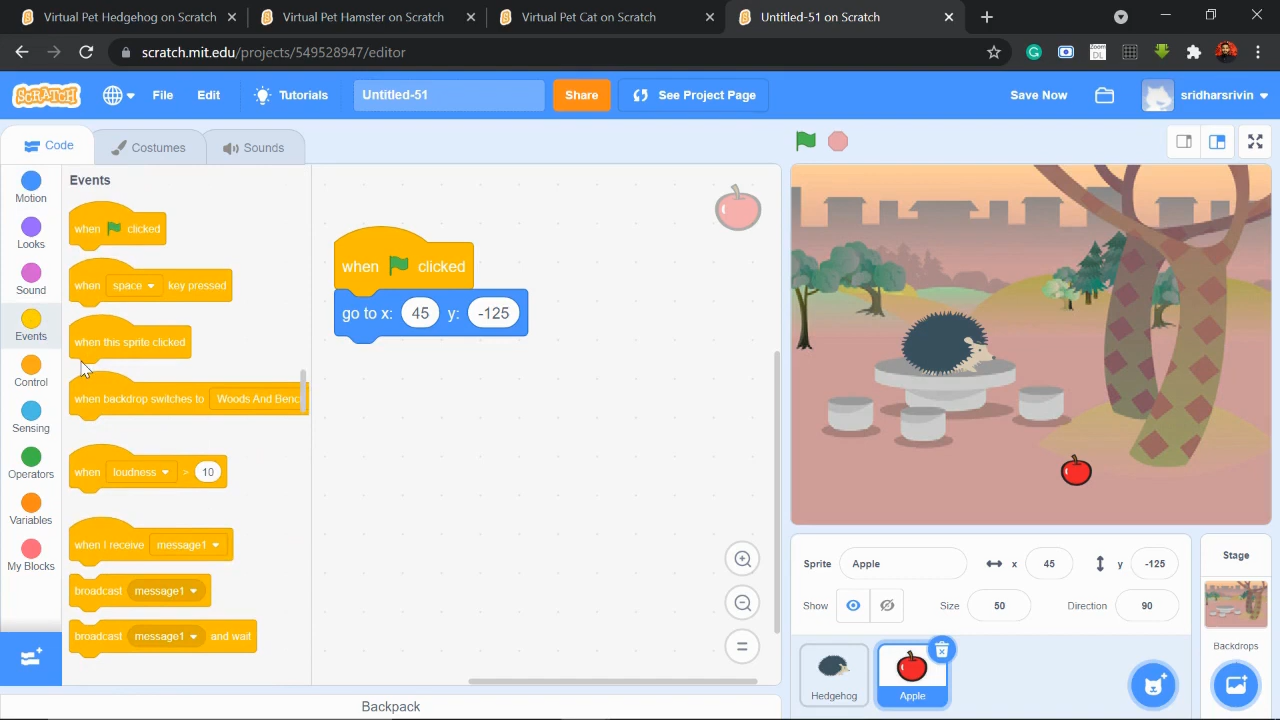 Virtual Pet Hedgehog on Scratch
Virtual Pet Hamster on Scratch
Virtual Pet Cat on Scratch
Untitled-51 on Scratch
scratch.mit.edu/projects/549528947/editor
Zoom
DL
SCRATCH
File
Edit
Tutorials
Untitled-51
Share
See Project Page
Save Now
sridharsrivin
Code
Costumes
Sounds
Motion
Looks
Sound
Events
Control
Sensing
Operators
Variables
My Blocks
Events
when clicked
when space key pressed
when this sprite clicked
when backdrop switches to Woods And Benc
when loudness > 10
when I receive message1
broadcast message1
broadcast message1 and wait
when clicked
go to x: 45 y: -125
Sprite Apple x 45 y -125
Show Size 50 Direction 90
Hedgehog
Apple
Stage
Backdrops
Backpack